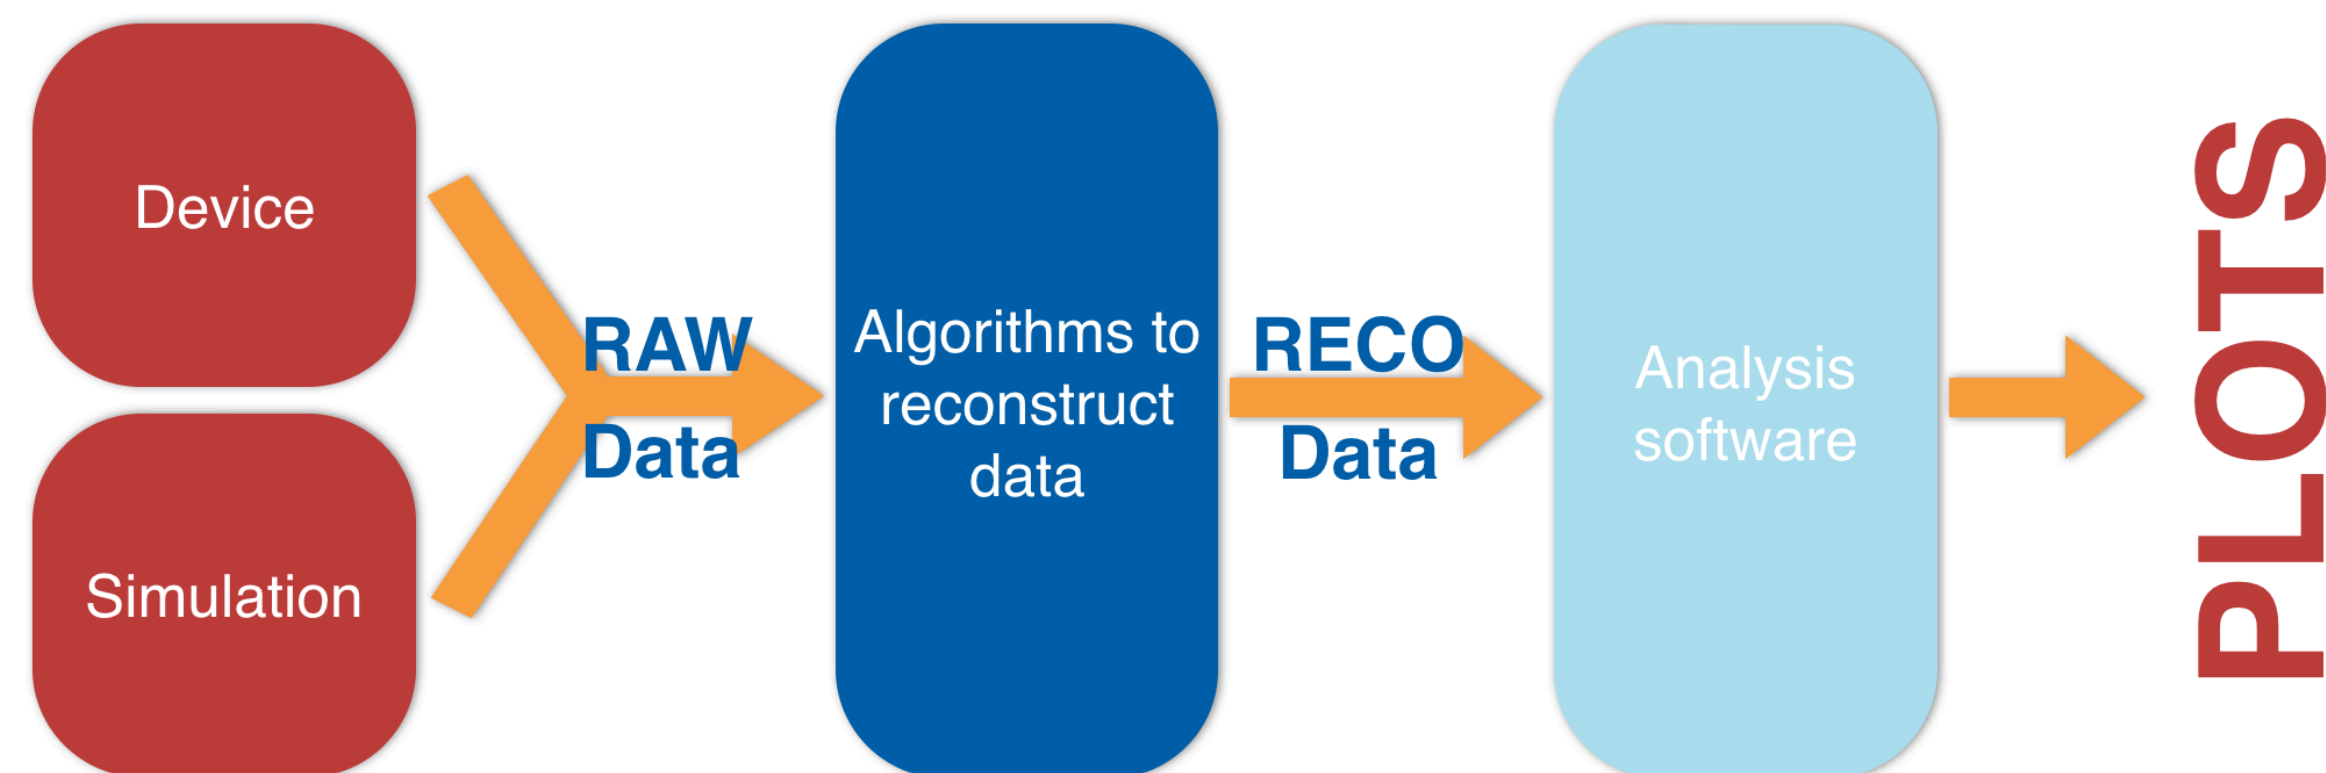 Device
Simulation
RAW
Data
Algorithms to
reconstruct
data
RECO
Data
Analysis
software
PLOTS